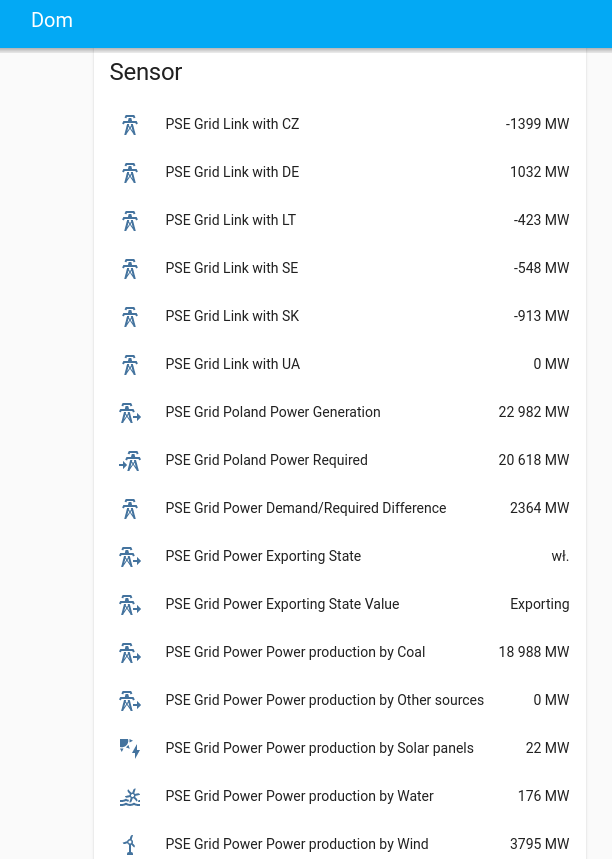 Dom
Sensor
PSE Grid Link with CZ -1399 MW
PSE Grid Link with DE 1032 MW
PSE Grid Link with LT -423 MW
PSE Grid Link with SE -548 MW
PSE Grid Link with SK -913 MW
PSE Grid Link with UA 0 MW
PSE Grid Poland Power Generation 22 982 MW
PSE Grid Poland Power Required 20 618 MW
PSE Grid Power Demand/Required Difference 2364 MW
PSE Grid Power Exporting State wł.
PSE Grid Power Exporting State Value Exporting
PSE Grid Power Power production by Coal 18 988 MW
PSE Grid Power Power production by Other sources 0 MW
PSE Grid Power Power production by Solar panels 22 MW
PSE Grid Power Power production by Water 176 MW
PSE Grid Power Power production by Wind 3795 MW